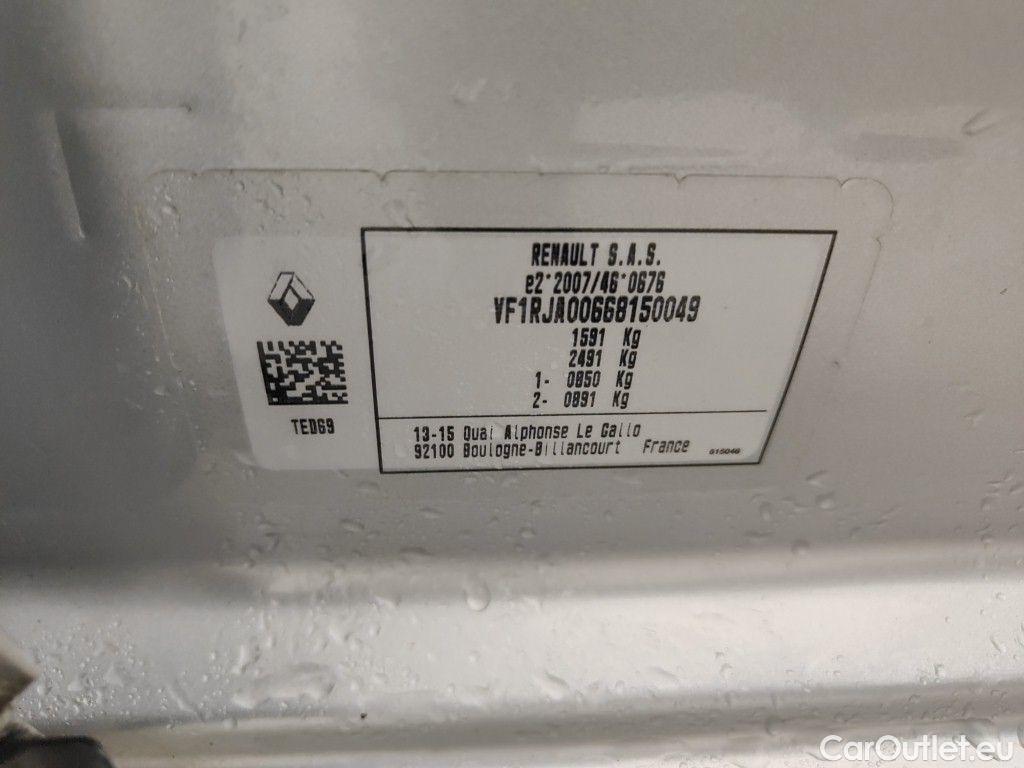 RENAULT S.A.S.
e2*2007/46*0676
VF1RJA00668150049
1591 Kg
2491 Kg
1- 0850 Kg
2- 0891 Kg
TED69
13-15 Quai Alphonse Le Gallo
92100 Boulogne-Billancourt France
CarOutlet.eu